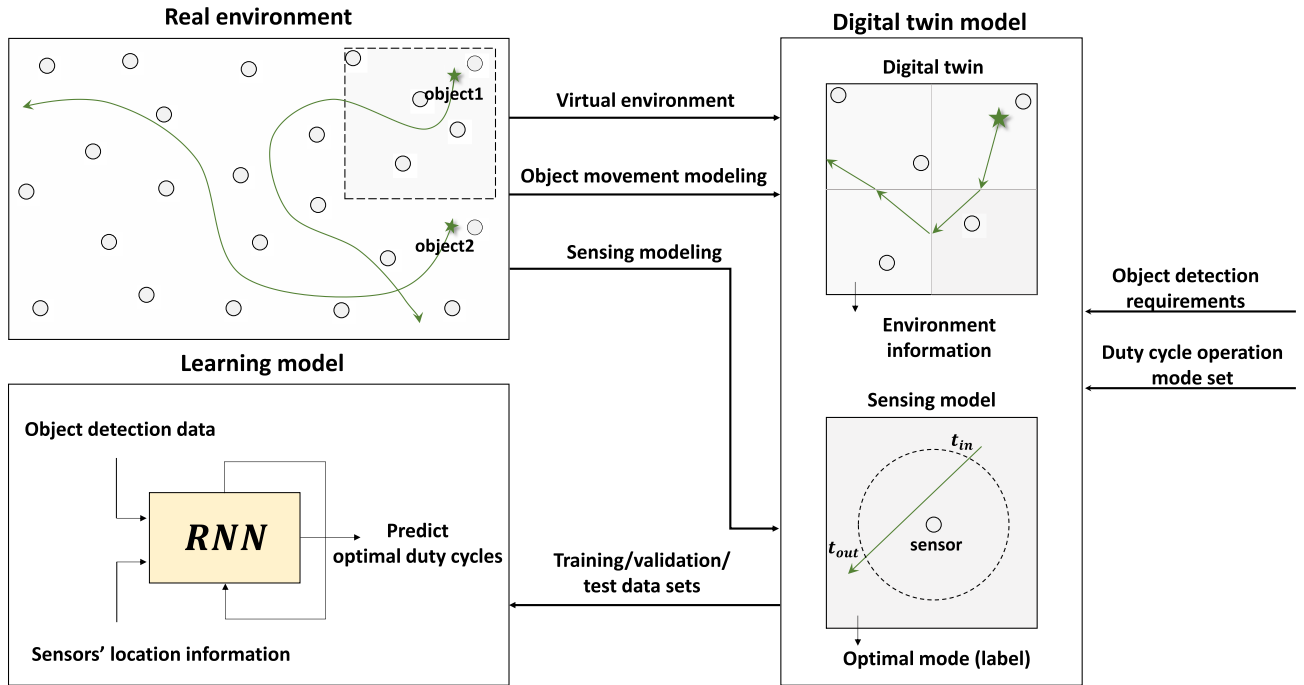 Real environment
object1
object2
Virtual environment
Object movement modeling
Sensing modeling
Digital twin model
Digital twin
Environment
information
Sensing model
t_in
sensor
t_out
Optimal mode (label)
Object detection
requirements
Duty cycle operation
mode set
Learning model
Object detection data
RNN
Predict
optimal duty cycles
Sensors’ location information
Training/validation/
test data sets